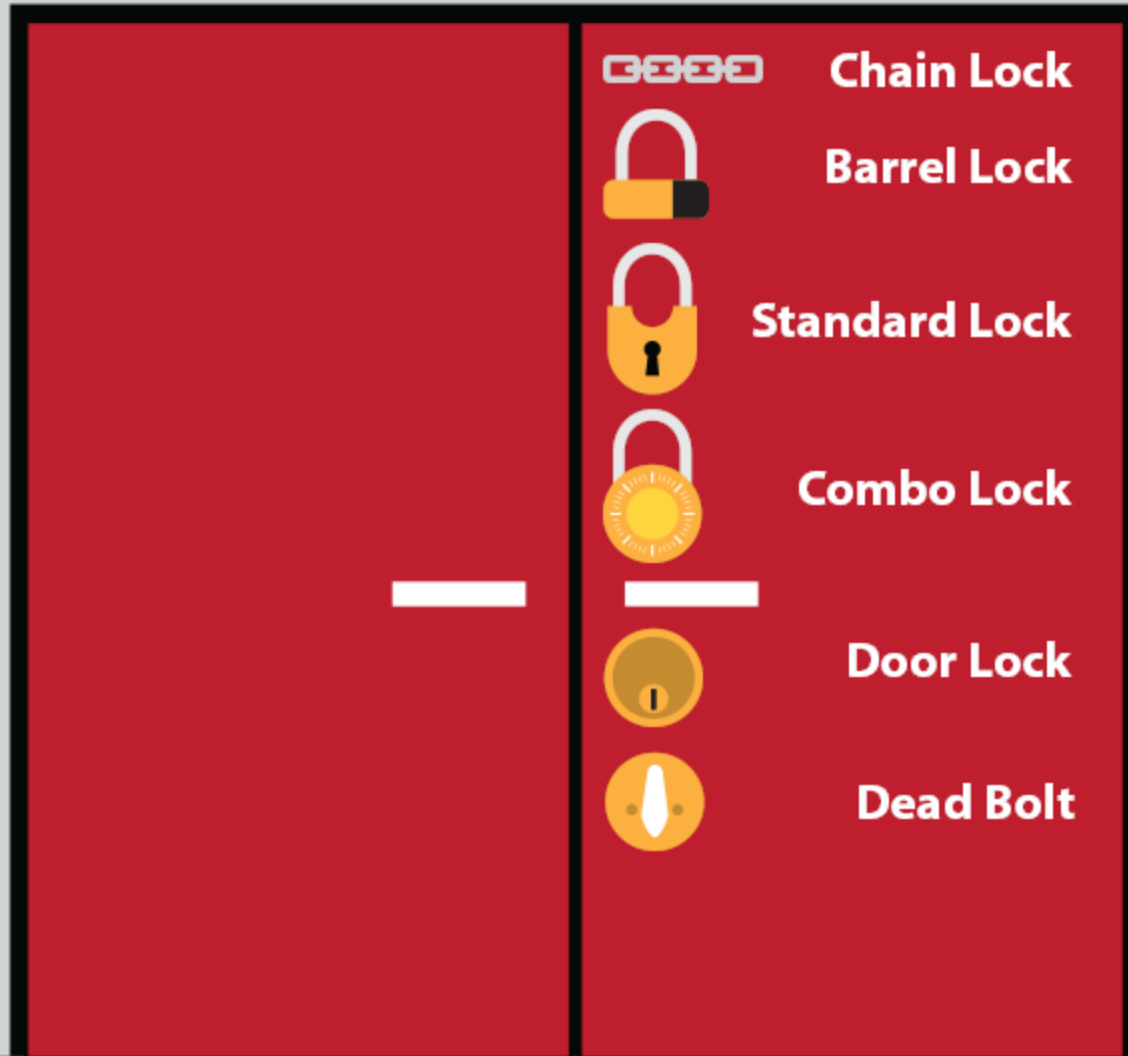 Chain Lock
Barrel Lock
Standard Lock
Combo Lock
Door Lock
Dead Bolt